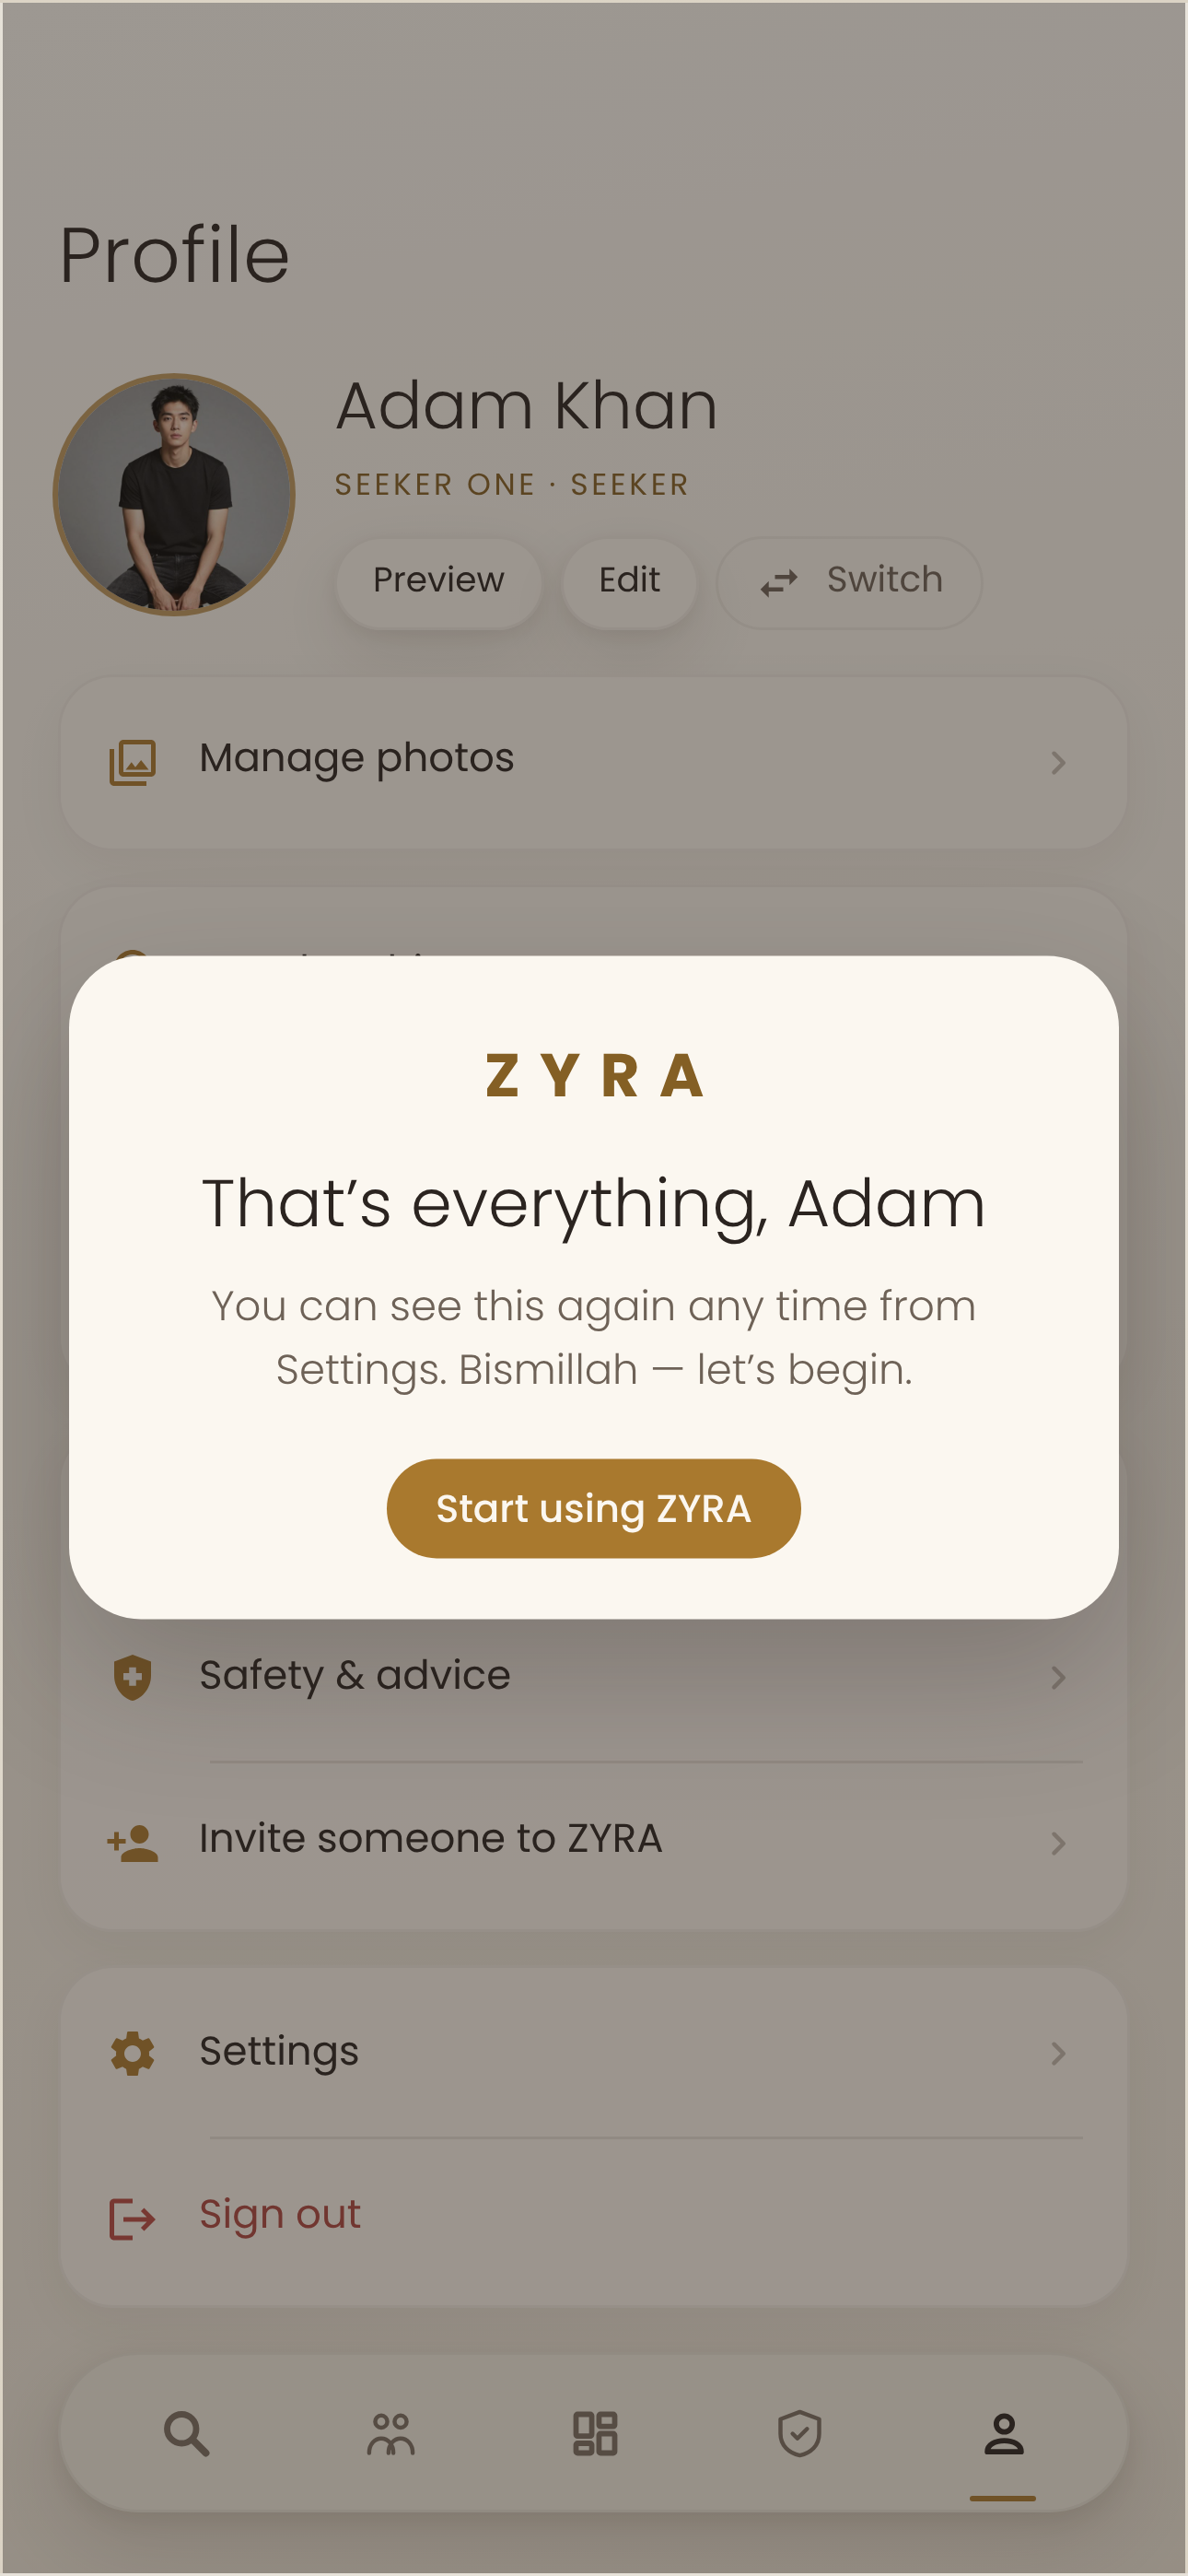 Profile
Adam Khan
SEEKER ONE · SEEKER
Preview
Edit
Switch
Manage photos
ZYRA
That’s everything, Adam
You can see this again any time from
Settings. Bismillah — let’s begin.
Start using ZYRA
Safety & advice
Invite someone to ZYRA
Settings
Sign out